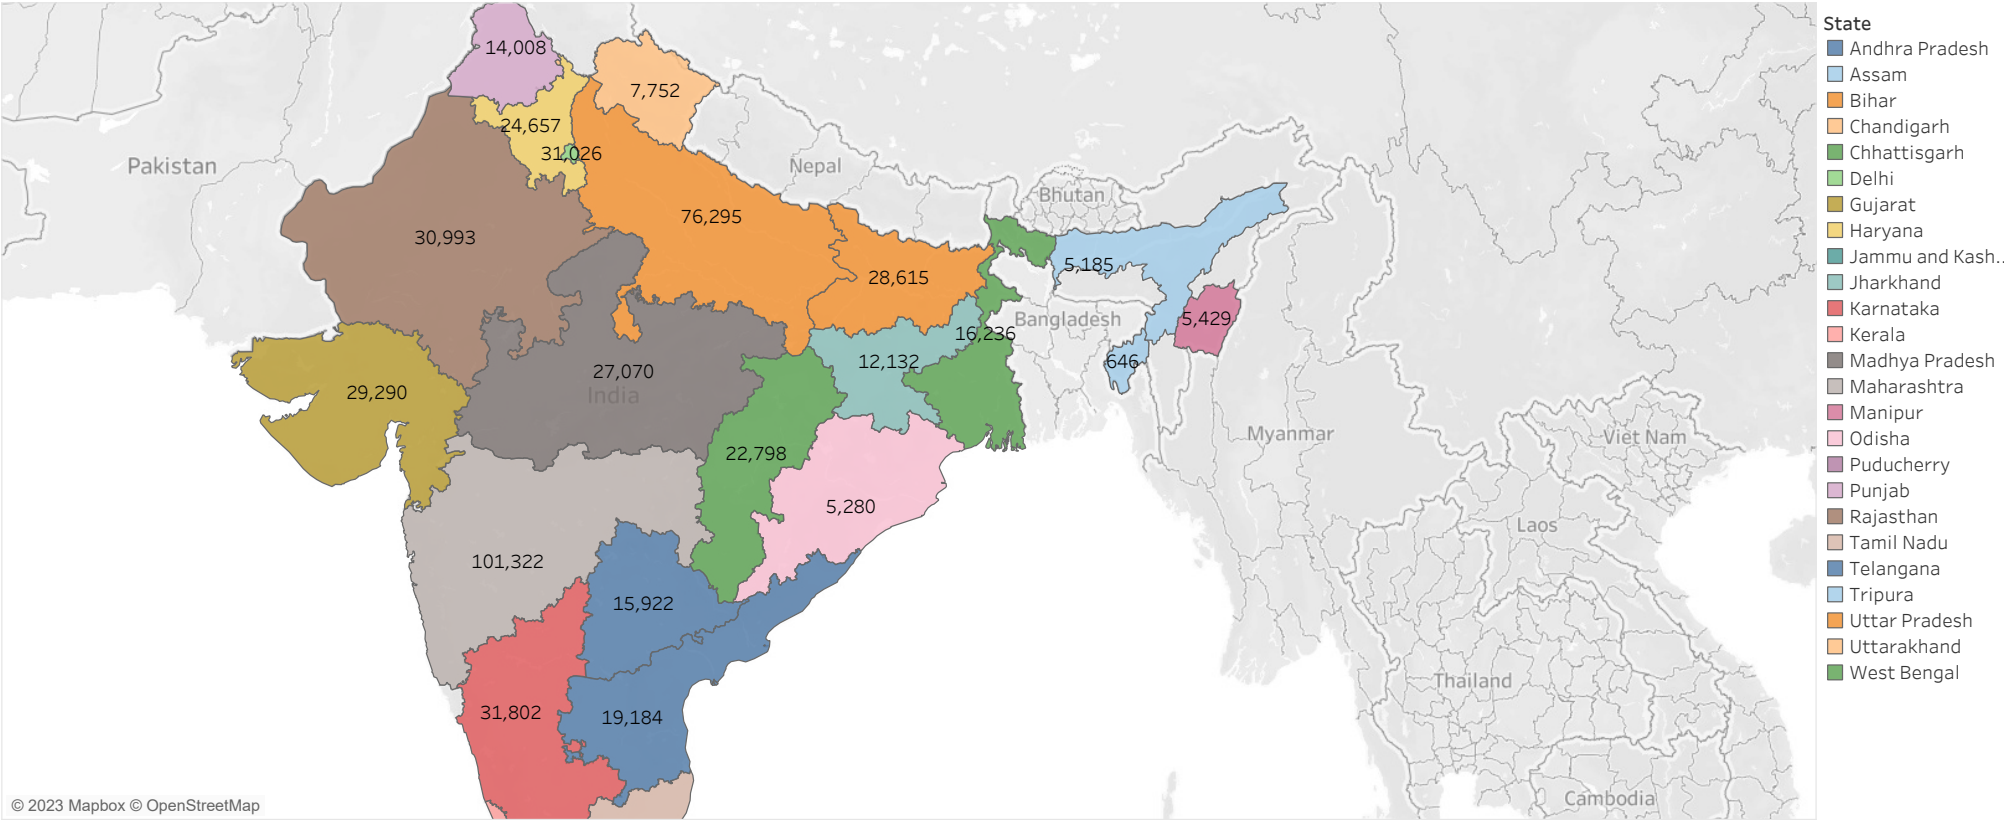 14,008
7,752
24,657
31,026
Pakistan
Nepal
Bhutan
76,295
30,993
5,185
28,615
Bangladesh
16,236
5,429
12,132
646
27,070
India
29,290
Myanmar
Viet Nam
22,798
5,280
Laos
101,322
15,922
Thailand
31,802
19,184
Cambodia
© 2023 Mapbox © OpenStreetMap
State
Andhra Pradesh
Assam
Bihar
Chandigarh
Chhattisgarh
Delhi
Gujarat
Haryana
Jammu and Kash..
Jharkhand
Karnataka
Kerala
Madhya Pradesh
Maharashtra
Manipur
Odisha
Puducherry
Punjab
Rajasthan
Tamil Nadu
Telangana
Tripura
Uttar Pradesh
Uttarakhand
West Bengal